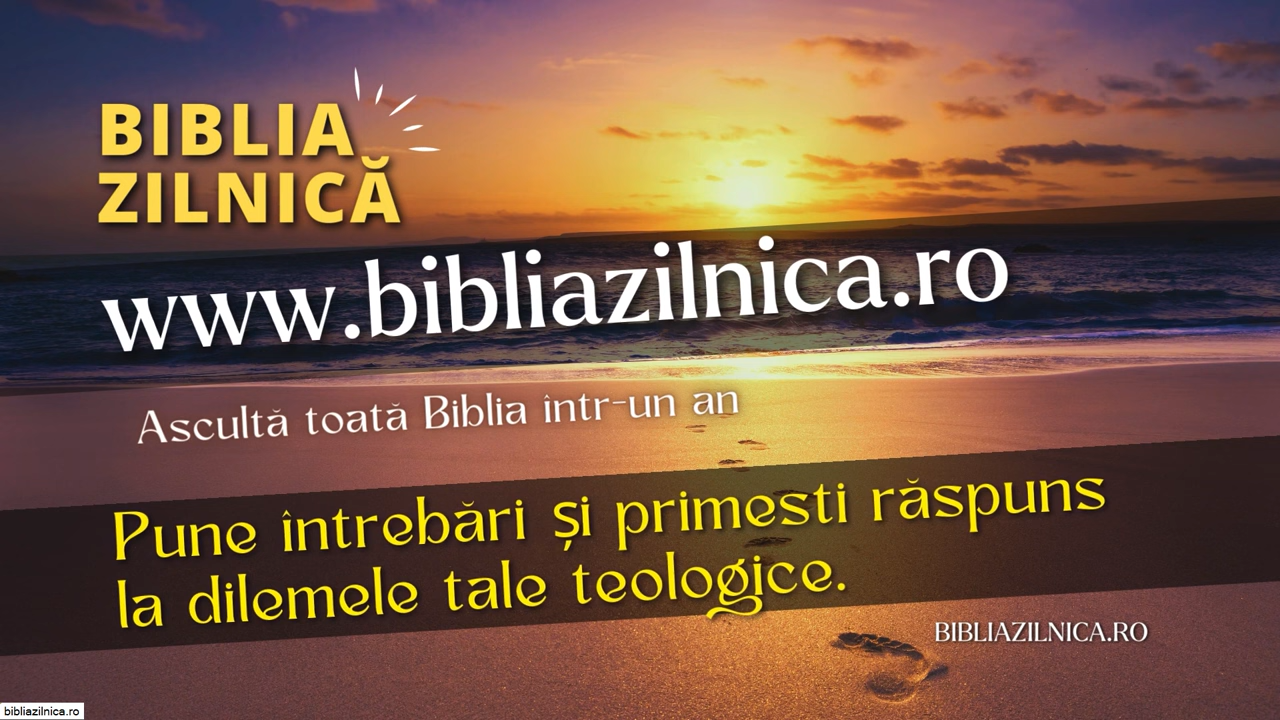 BIBLIA
ZILNICĂ
www.bibliazilnica.ro
Ascultă toată Biblia într-un an
Pune întrebări și primesti răspuns
la dilemele tale teologice.
BIBLIAZILNICA.RO
bibliazilnica.ro